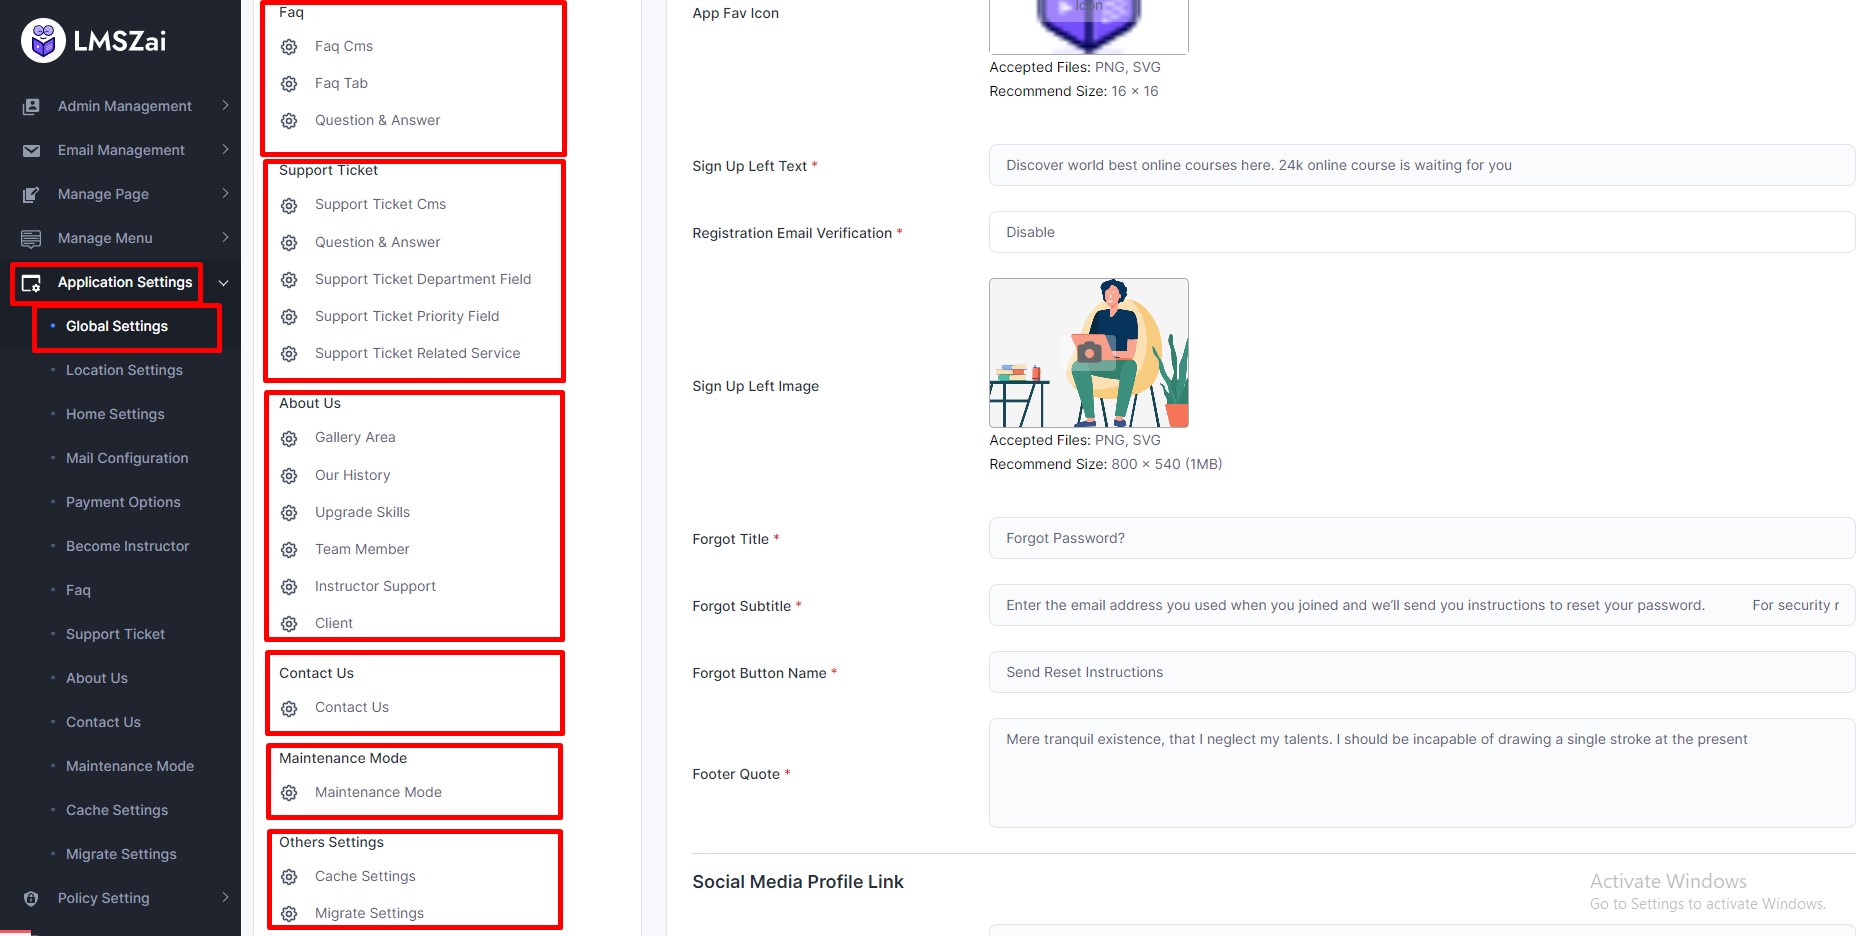 LMSZai
Admin Management
Email Management
Manage Page
Manage Menu
Application Settings
Global Settings
Location Settings
Home Settings
Mail Configuration
Payment Options
Become Instructor
Faq
Support Ticket
About Us
Contact Us
Maintenance Mode
Cache Settings
Migrate Settings
Policy Setting
Faq
Faq Cms
Faq Tab
Question & Answer
Support Ticket
Support Ticket Cms
Question & Answer
Support Ticket Department Field
Support Ticket Priority Field
Support Ticket Related Service
About Us
Gallery Area
Our History
Upgrade Skills
Team Member
Instructor Support
Client
Contact Us
Contact Us
Maintenance Mode
Maintenance Mode
Others Settings
Cache Settings
Migrate Settings
App Fav Icon
Icon
Accepted Files: PNG, SVG
Recommend Size: 16 × 16
Sign Up Left Text *
Discover world best online courses here. 24k online course is waiting for you
Registration Email Verification *
Disable
Sign Up Left Image
Accepted Files: PNG, SVG
Recommend Size: 800 × 540 (1MB)
Forgot Title *
Forgot Password?
Forgot Subtitle *
Enter the email address you used when you joined and we’ll send you instructions to reset your password. For security r
Forgot Button Name *
Send Reset Instructions
Footer Quote *
Mere tranquil existence, that I neglect my talents. I should be incapable of drawing a single stroke at the present
Social Media Profile Link
Activate Windows
Go to Settings to activate Windows.